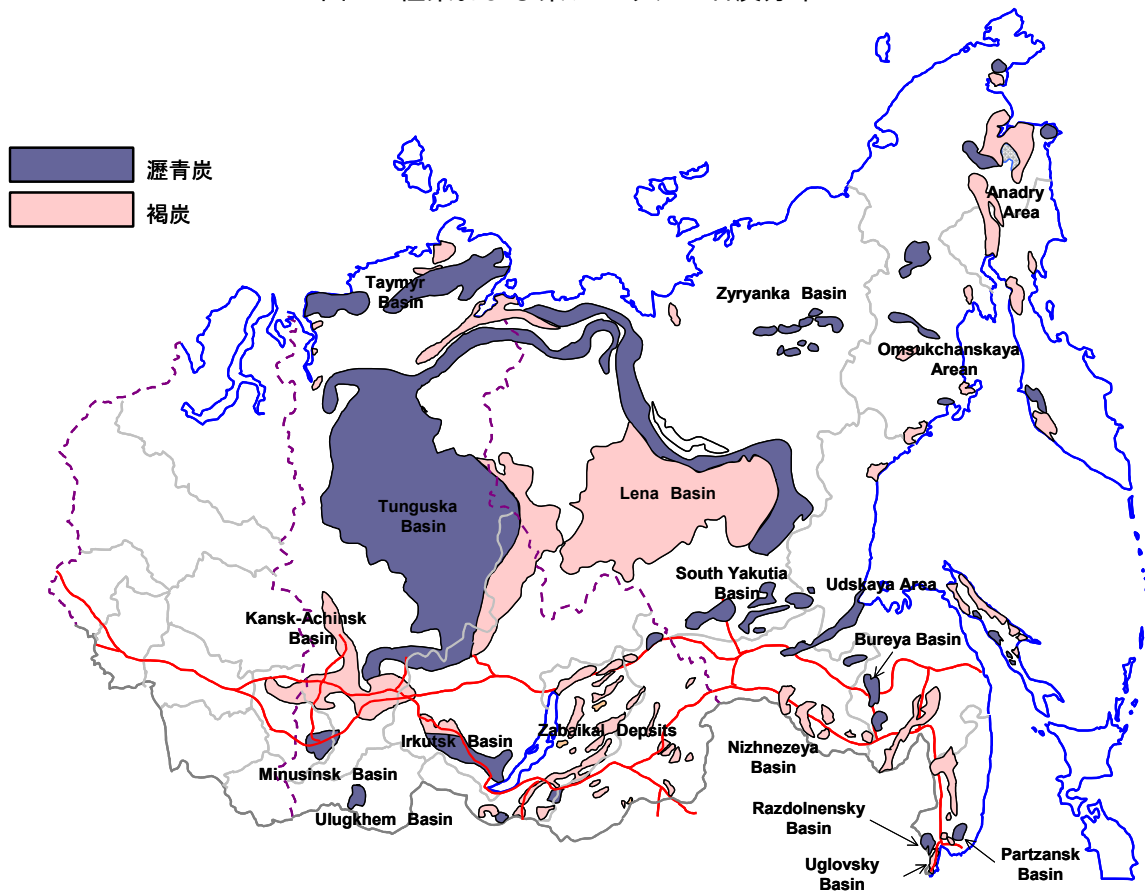 瀝青炭
褐炭
Anadry
Area
Taymyr
Basin
Zyryanka Basin
Omsukchanskaya
Arean
Tunguska
Basin
Lena Basin
South Yakutia
Basin
Udskaya Area
Kansk-Achinsk
Basin
Bureya Basin
Irkutsk Basin
Zabaikal Depsits
Nizhnezeya
Basin
Minusinsk Basin
Ulugkhem Basin
Razdolnensky
Basin
Uglovsky
Basin
Partzansk
Basin